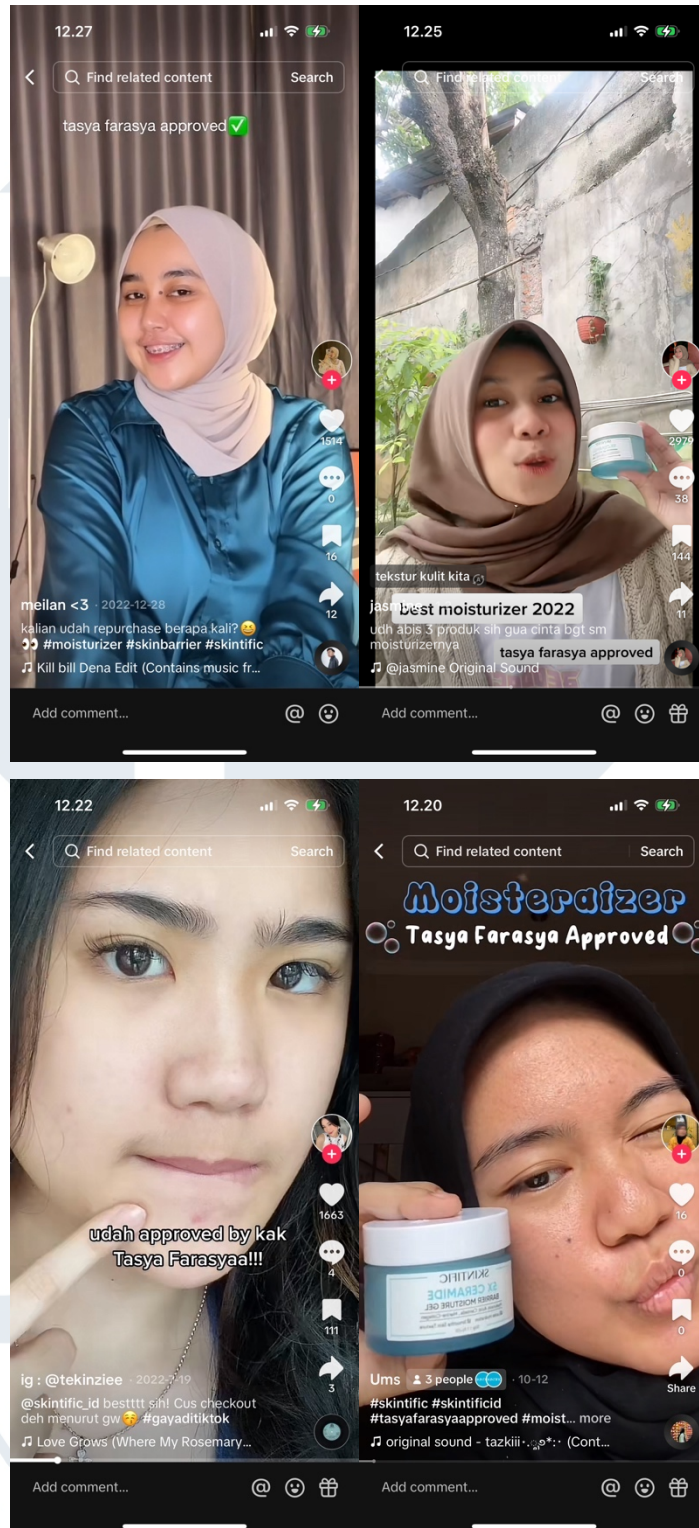 12.27
Find related content Search
tasya farasya approved✅
1514
0
16
12
meilan <3 · 2022-12-28
kalian udah repurchase berapa kali?😆
👀 #moisturizer #skinbarrier #skintific
♫ Kill bill Dena Edit (Contains music fr...
Add comment...
12.25
Find related content Search
2979
38
144
11
tekstur kulit kita
best moisturizer 2022
udh abis 3 produk sih gua cinta bgt sm
moisturizernya
tasya farasya approved
♫ @jasmine Original Sound
Add comment...
12.22
Find related content Search
udah approved by kak
Tasya Farasyaa!!!
1663
4
111
3
ig : @tekinziee
@skintific_id bestttt sih! Cus checkout
deh menurut gw🥳 #gayaditiktok
♫ Love Grows (Where My Rosemary...
Add comment...
12.20
Find related content Search
Moisteraizer
Tasya Farasya Approved
SKINTIFIC
5X CERAMIDE
BARRIER MOISTURE GEL
16
0
0
Share
Ums 3 people · 10-12
#skintific #skintificid
#tasyafarasyaapproved #moist... more
♫ original sound - tazkiii
Add comment...